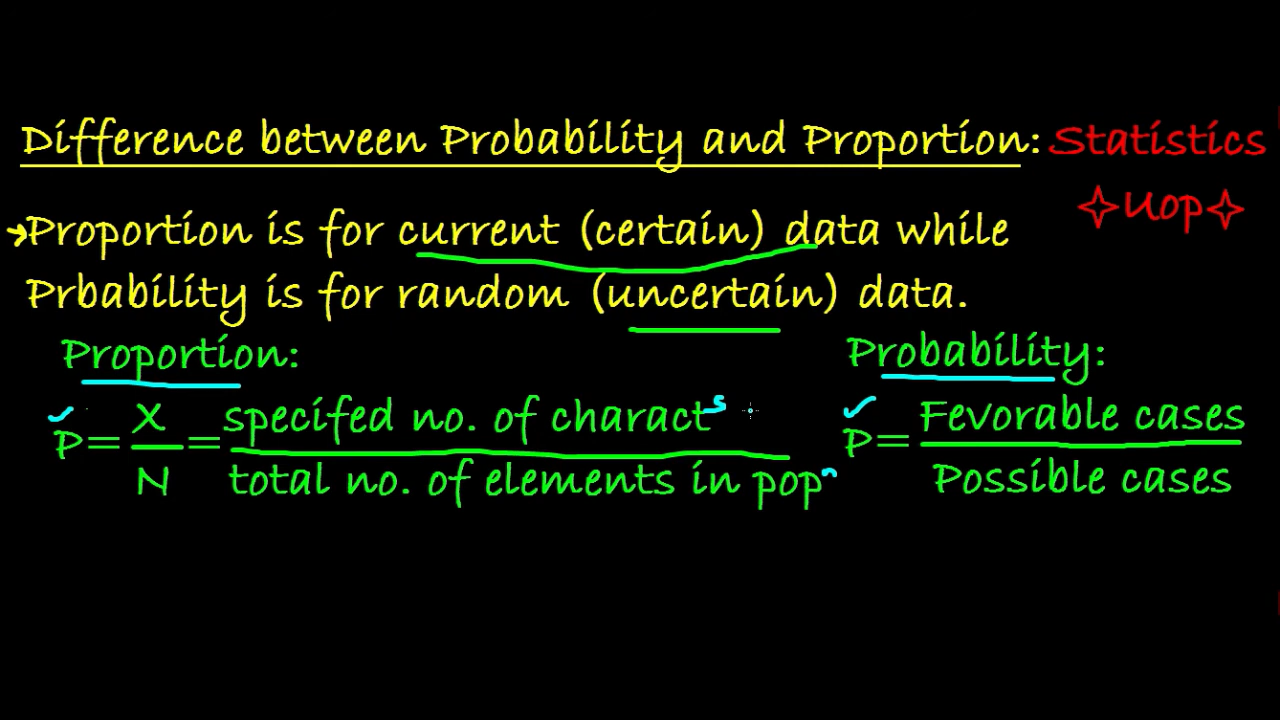 Difference between Probability and Proportion: Statistics
✧Uop✧
→Proportion is for current (certain) data while
Prbability is for random (uncertain) data.
Proportion:
P = X / N = specifed no. of charactˢ / total no. of elements in popⁿ
Probability:
P = Fevorable cases / Possible cases